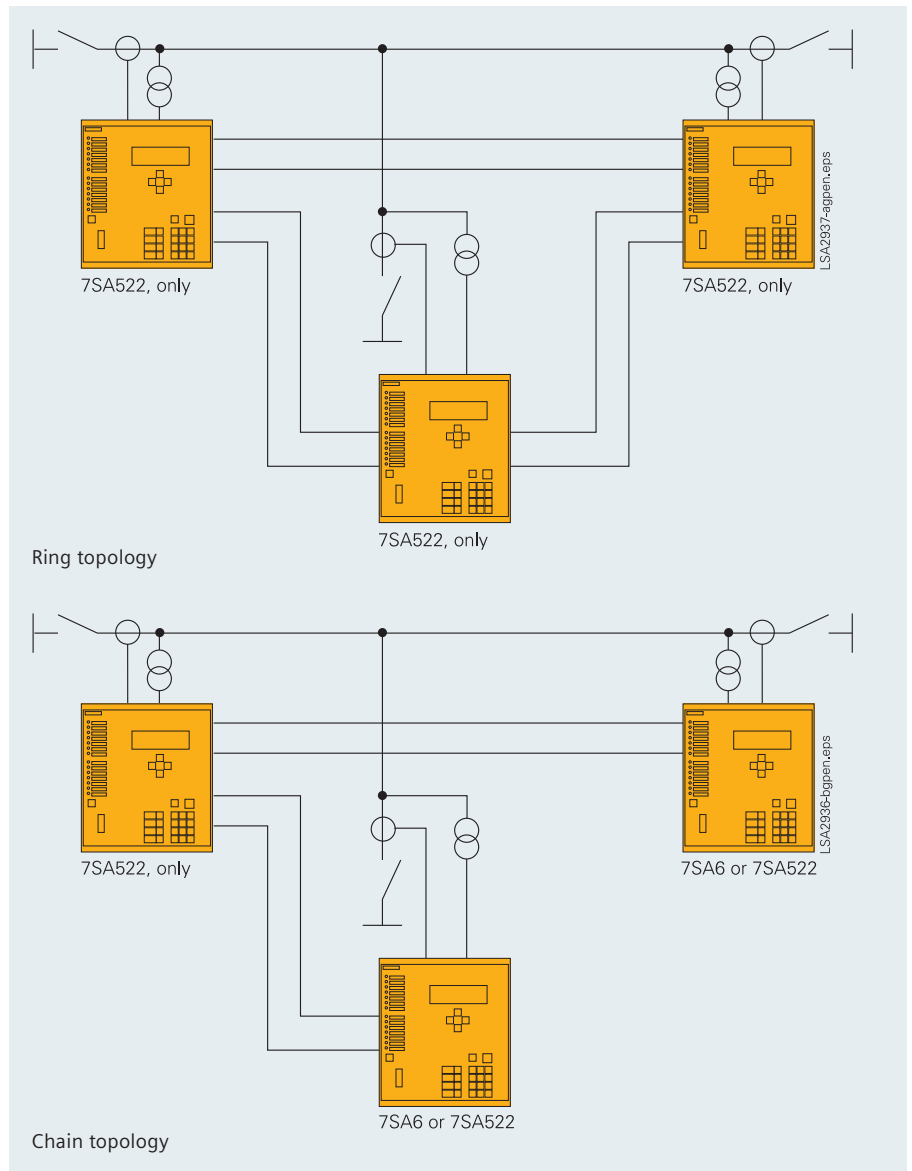 LSA2937-agpen.eps
7SA522, only
7SA522, only
7SA522, only
Ring topology
LSA2936-bgpen.eps
7SA522, only
7SA6 or 7SA522
7SA6 or 7SA522
Chain topology